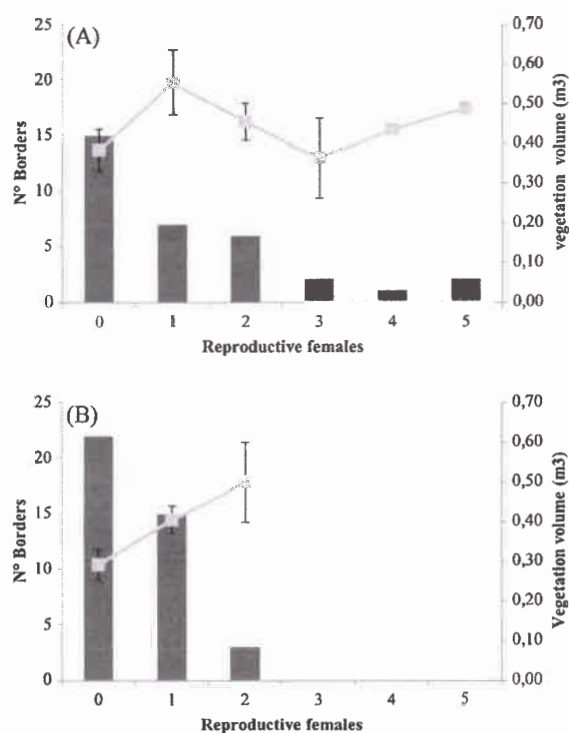 (A)
25
20
15
10
5
0
N° Borders
0,70
0,60
0,50
0,40
0,30
0,20
0,10
0,00
vegetation volume (m3)
0 1 2 3 4 5
Reproductive females
(B)
25
20
15
10
5
0
N° Borders
0,70
0,60
0,50
0,40
0,30
0,20
0,10
0,00
Vegetation volume (m3)
0 1 2 3 4 5
Reproductive females